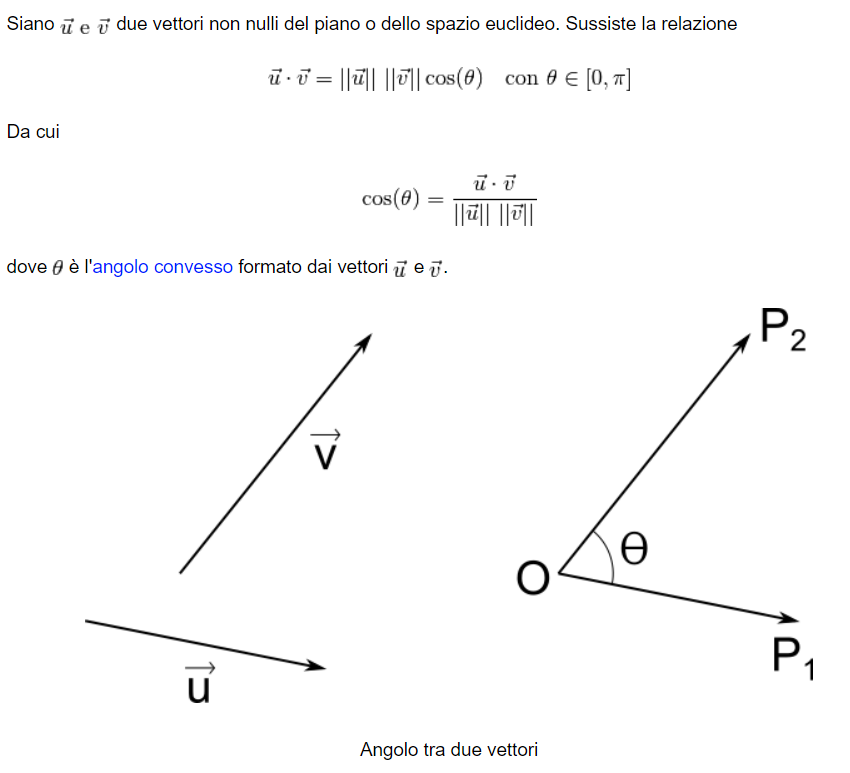 Siano u⃗ e v⃗ due vettori non nulli del piano o dello spazio euclideo. Sussiste la relazione
u⃗ · v⃗ = ||u⃗|| ||v⃗|| cos(θ) con θ ∈ [0, π]
Da cui
cos(θ) = u⃗ · v⃗ / ||u⃗|| ||v⃗||
dove θ è l'angolo convesso formato dai vettori u⃗ e v⃗.
P₂
v⃗
θ
O
P₁
u⃗
Angolo tra due vettori